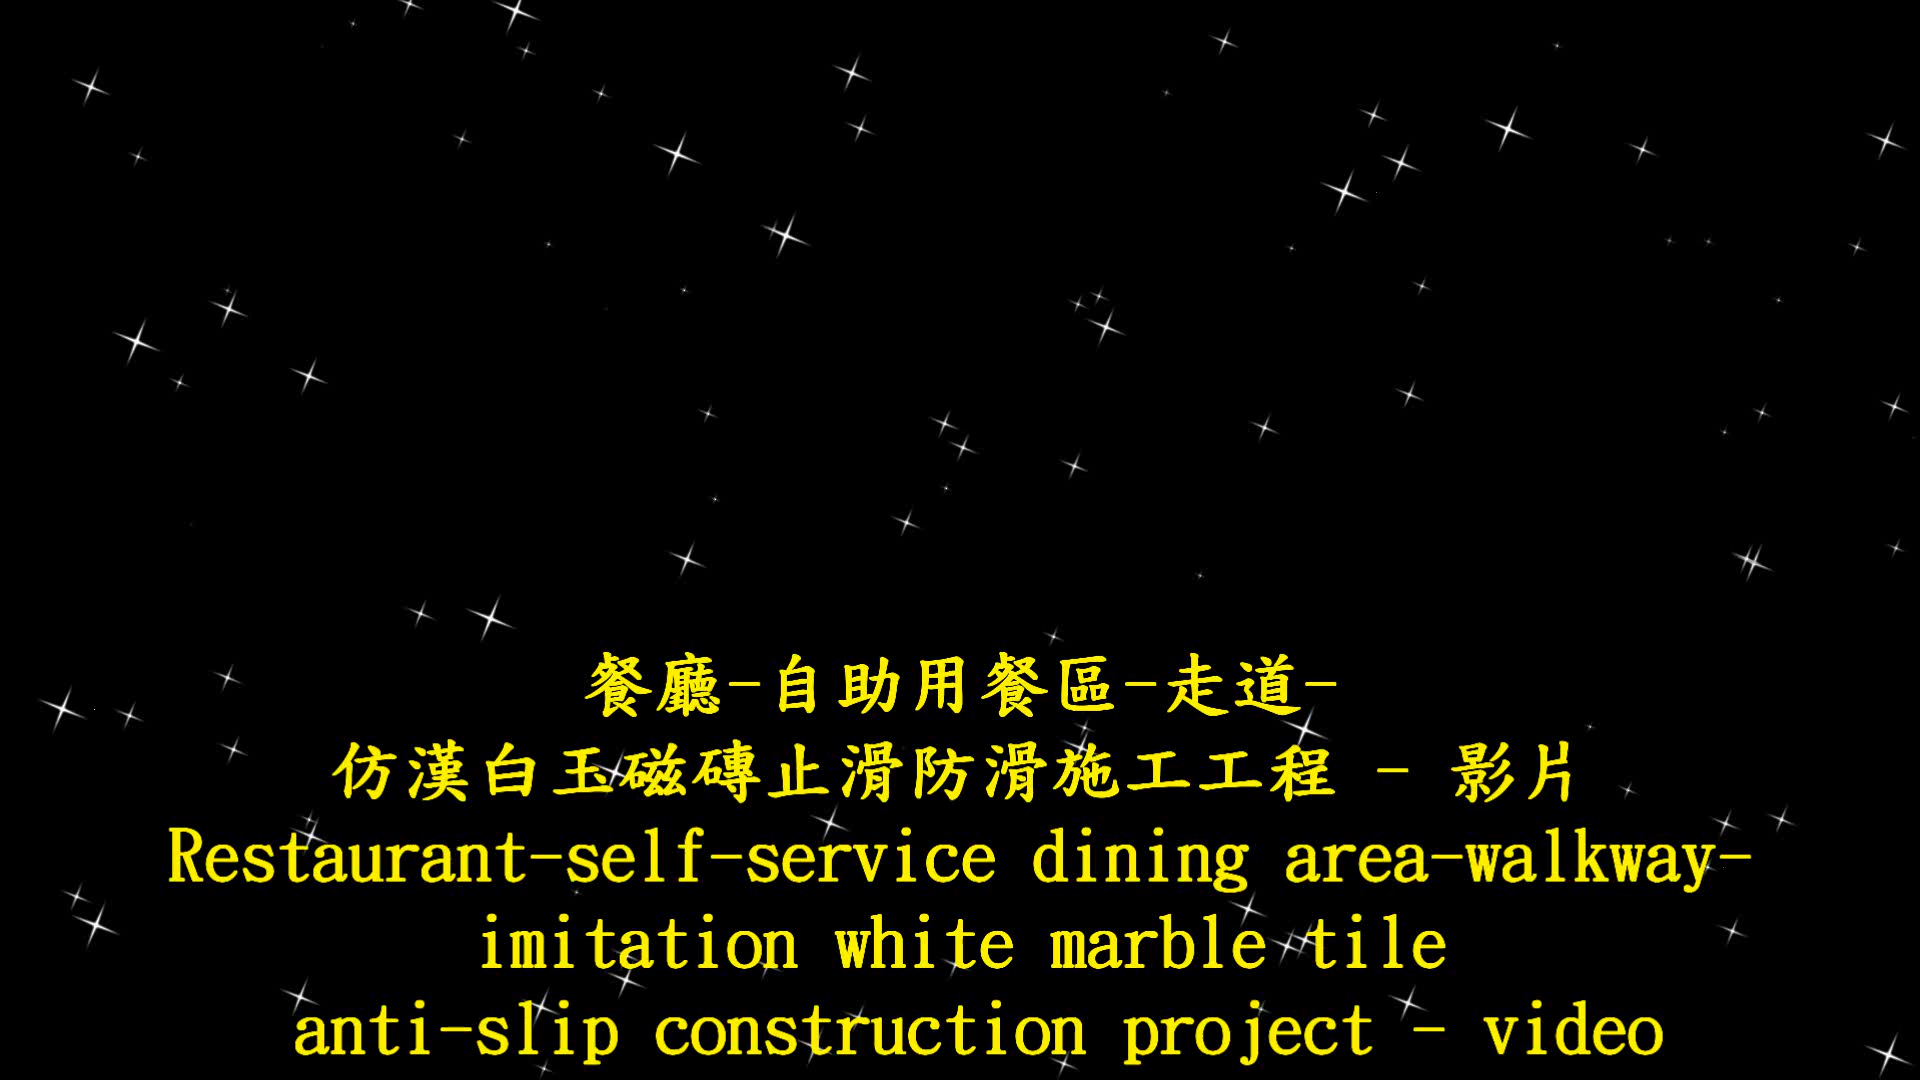 餐廳-自助用餐區-走道-
仿漢白玉磁磚止滑防滑施工工程 - 影片
Restaurant-self-service dining area-walkway-
imitation white marble tile
anti-slip construction project - video